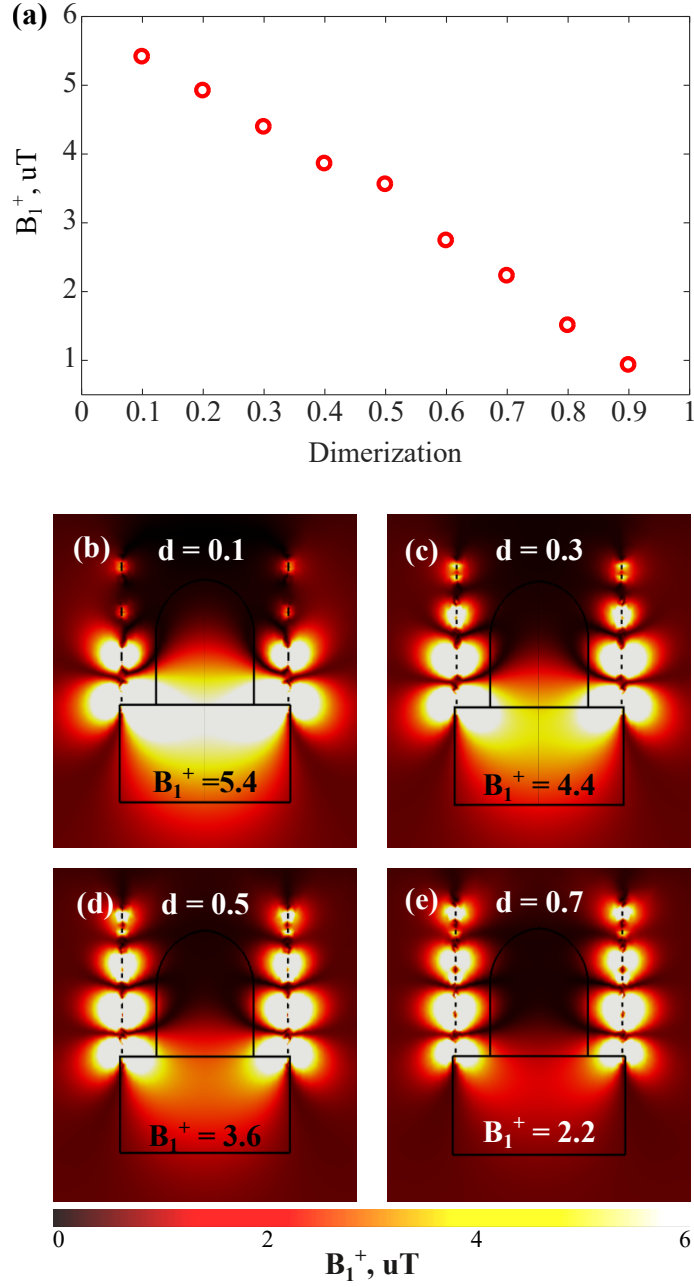 (a)
6
5
4
3
2
1
B₁⁺, uT
0 0.1 0.2 0.3 0.4 0.5 0.6 0.7 0.8 0.9 1
Dimerization
(b) d = 0.1
B₁⁺ =5.4
(c) d = 0.3
B₁⁺ = 4.4
(d) d = 0.5
B₁⁺ = 3.6
(e) d = 0.7
B₁⁺ = 2.2
0 2 4 6
B₁⁺, uT